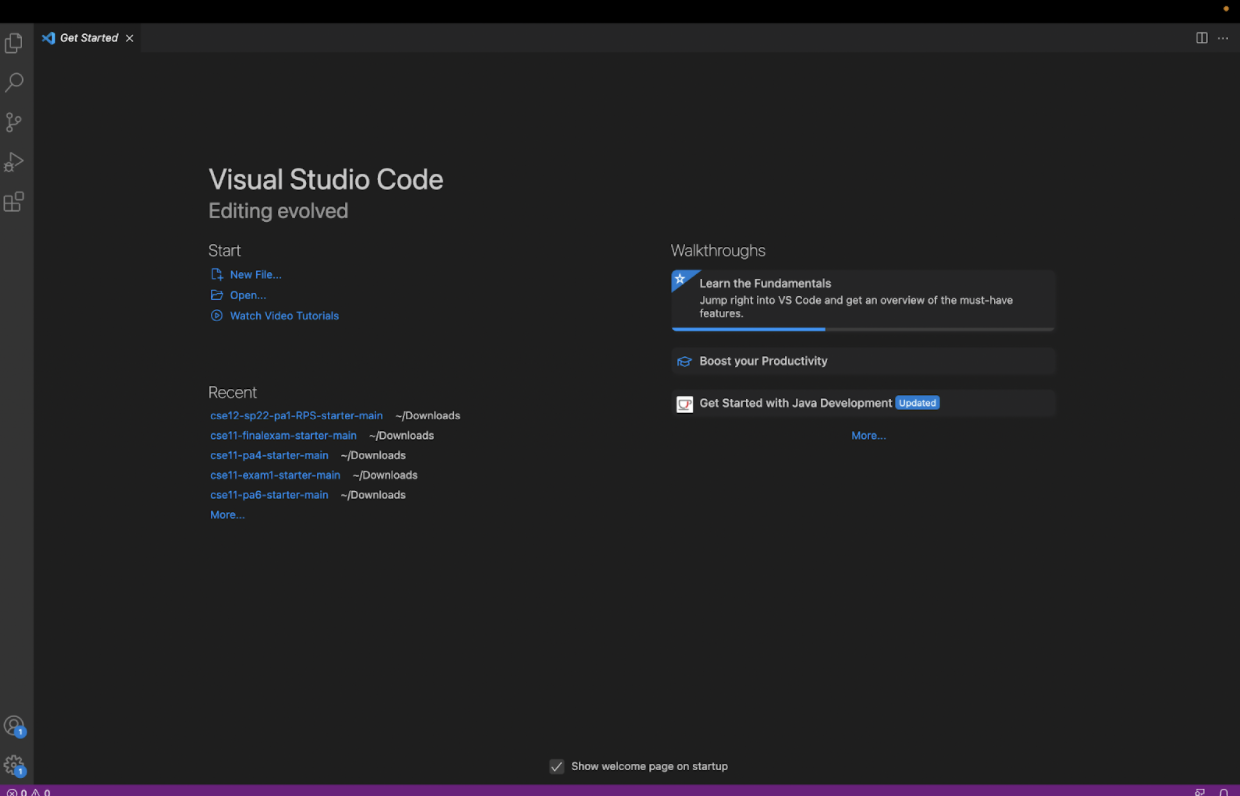 Get Started
Visual Studio Code
Editing evolved
Start
New File...
Open...
Watch Video Tutorials
Recent
cse12-sp22-pa1-RPS-starter-main ~/Downloads
cse11-finalexam-starter-main ~/Downloads
cse11-pa4-starter-main ~/Downloads
cse11-exam1-starter-main ~/Downloads
cse11-pa6-starter-main ~/Downloads
More...
Walkthroughs
Learn the Fundamentals
Jump right into VS Code and get an overview of the must-have
features.
Boost your Productivity
Get Started with Java Development Updated
More...
1
1
Show welcome page on startup
0 0